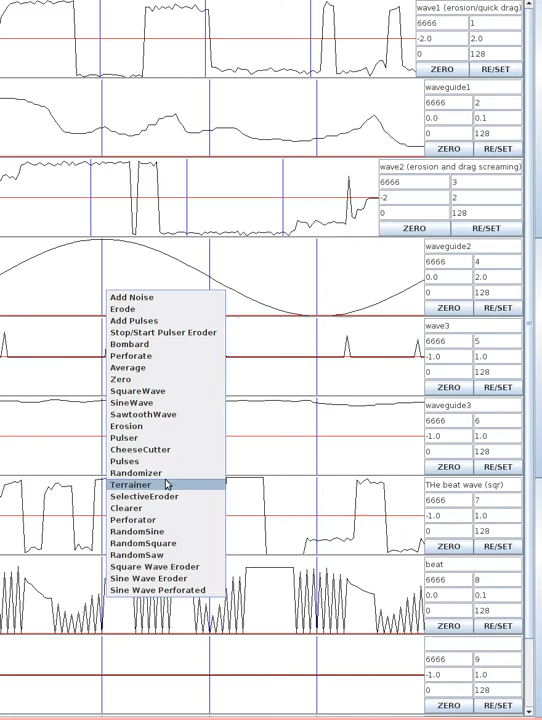 wave1 (erosion/quick drag)
6666 1
-2.0 2.0
0 128
ZERO RE/SET
waveguide1
6666 2
0.0 0.1
0 128
ZERO RE/SET
wave2 (erosion and drag screaming)
6666 3
-2 2
0 128
ZERO RE/SET
waveguide2
6666 4
0.0 2.0
0 128
ZERO RE/SET
wave3
6666 5
-1.0 1.0
0 128
ZERO RE/SET
waveguide3
6666 6
-1.0 1.0
0 128
ZERO RE/SET
THe beat wave (sqr)
6666 7
-1.0 1.0
0 128
ZERO RE/SET
beat
6666 8
0.0 0.1
0 128
ZERO RE/SET
6666 9
-1.0 1.0
0 128
ZERO RE/SET
Add Noise
Erode
Add Pulses
Stop/Start Pulser Eroder
Bombard
Perforate
Average
Zero
SquareWave
SineWave
SawtoothWave
Erosion
Pulser
CheeseCutter
Pulses
Randomizer
Terrainer
SelectiveEroder
Clearer
Perforator
RandomSine
RandomSquare
RandomSaw
Square Wave Eroder
Sine Wave Eroder
Sine Wave Perforated